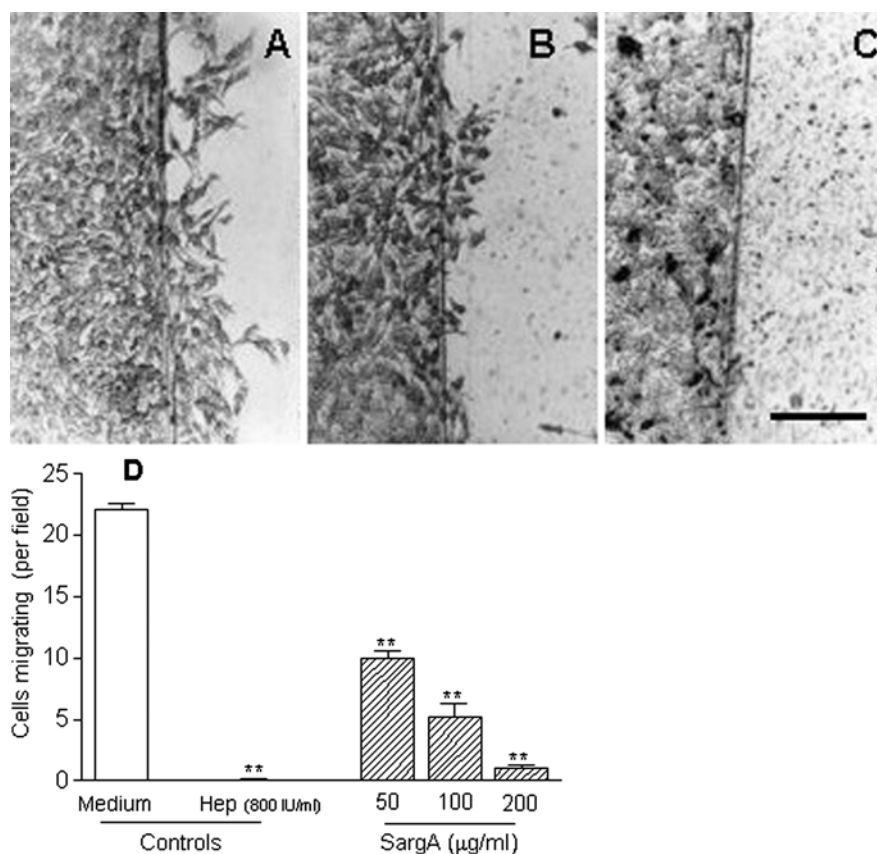 A B C
D
Cells migrating (per field)
25
20
15
10
5
0
**
**
**
**
Medium Hep (800 IU/ml) 50 100 200
Controls SargA (µg/ml)